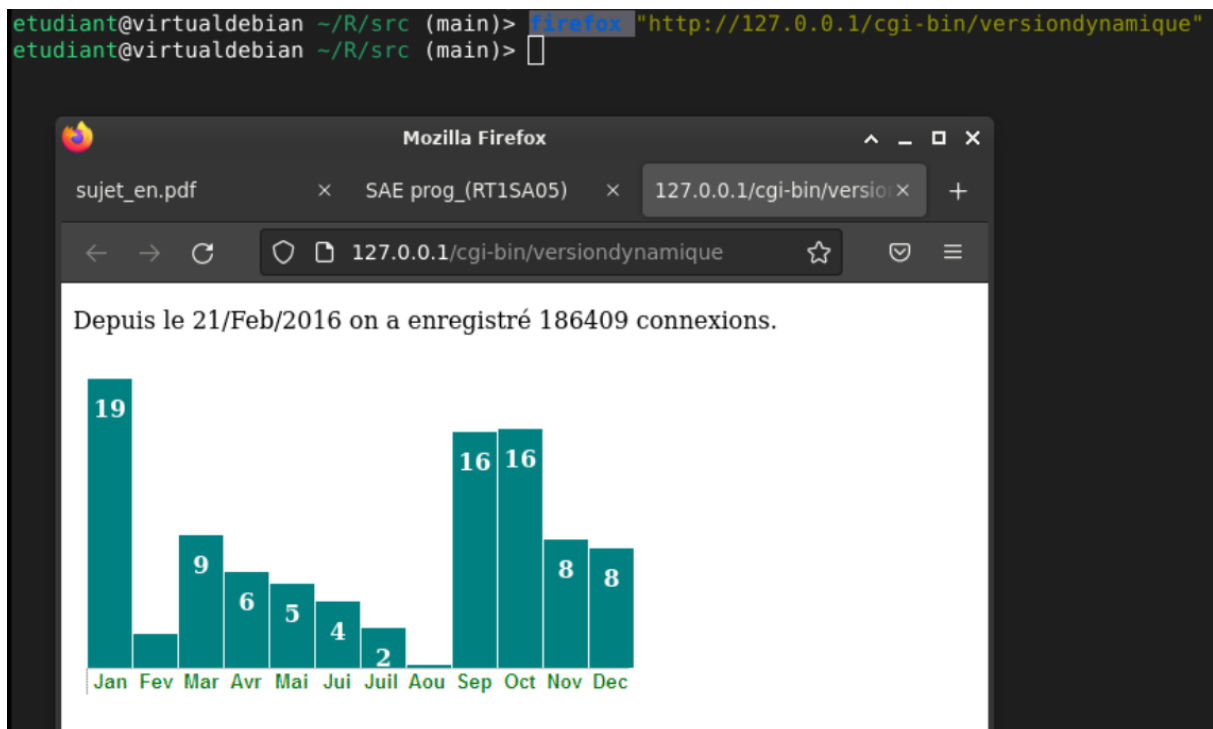 etudiant@virtualdebian ~/R/src (main)> firefox "http://127.0.0.1/cgi-bin/versiondynamique"
etudiant@virtualdebian ~/R/src (main)>
Mozilla Firefox
sujet_en.pdf × SAE prog_(RT1SA05) × 127.0.0.1/cgi-bin/version ×
127.0.0.1/cgi-bin/versiondynamique
Depuis le 21/Feb/2016 on a enregistré 186409 connexions.
19
16 16
9 8
6 8
5
4
2
Jan Fev Mar Avr Mai Jui Juil Aou Sep Oct Nov Dec